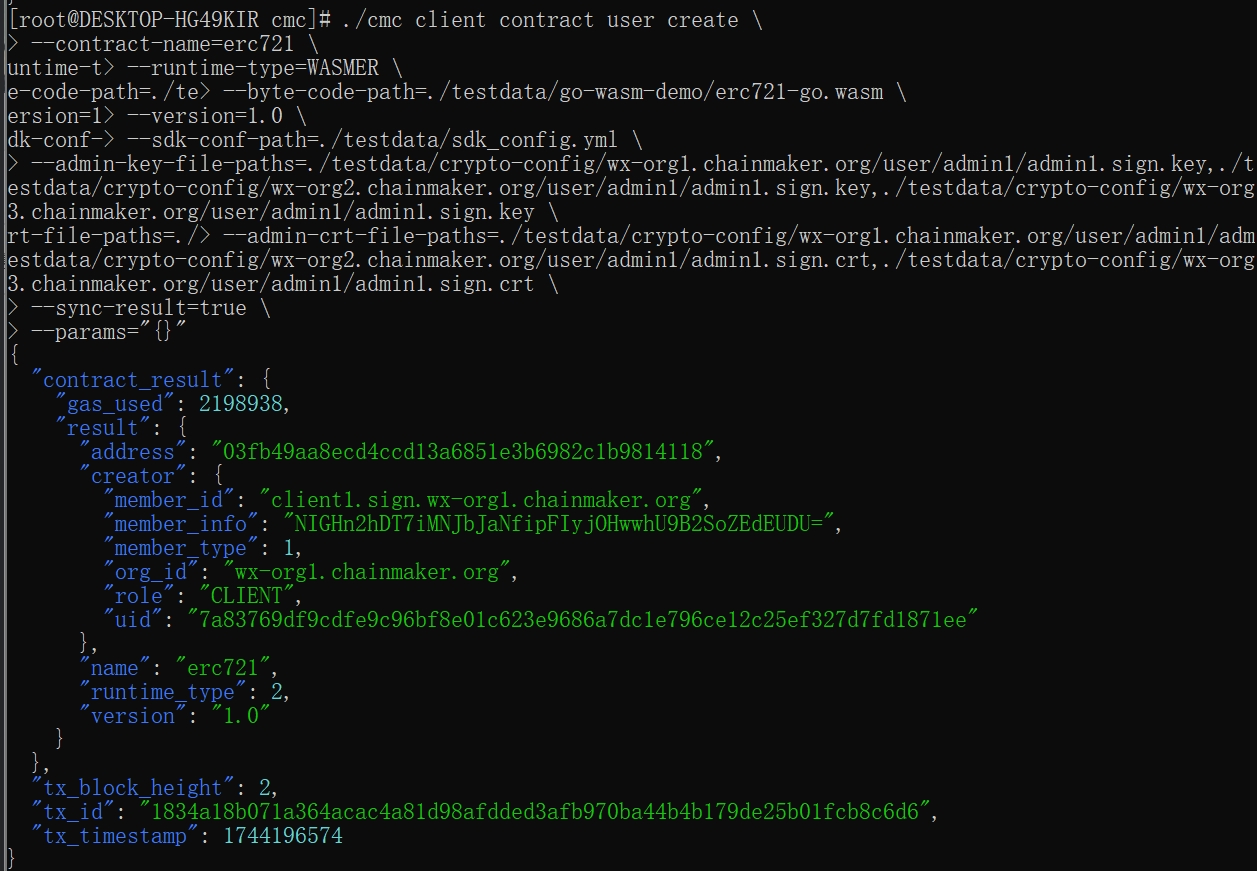 [root@DESKTOP-HG49KIR cmc]# ./cmc client contract user create \
> --contract-name=erc721 \
untime-t> --runtime-type=WASMER \
e-code-path=./te> --byte-code-path=./testdata/go-wasm-demo/erc721-go.wasm \
ersion=1> --version=1.0 \
dk-conf-> --sdk-conf-path=./testdata/sdk_config.yml \
> --admin-key-file-paths=./testdata/crypto-config/wx-org1.chainmaker.org/user/admin1/admin1.sign.key,./t
estdata/crypto-config/wx-org2.chainmaker.org/user/admin1/admin1.sign.key,./testdata/crypto-config/wx-org
3.chainmaker.org/user/admin1/admin1.sign.key \
rt-file-paths=./> --admin-crt-file-paths=./testdata/crypto-config/wx-org1.chainmaker.org/user/admin1/adm
estdata/crypto-config/wx-org2.chainmaker.org/user/admin1/admin1.sign.crt,./testdata/crypto-config/wx-org
3.chainmaker.org/user/admin1/admin1.sign.crt \
> --sync-result=true \
> --params="{}"
{
  "contract_result": {
    "gas_used": 2198938,
    "result": {
      "address": "03fb49aa8ecd4ccd13a6851e3b6982c1b9814118",
      "creator": {
        "member_id": "client1.sign.wx-org1.chainmaker.org",
        "member_info": "NIGHn2hDT7iMNJbJaNfipFIyjOHwwhU9B2SoZEdEUDU=",
        "member_type": 1,
        "org_id": "wx-org1.chainmaker.org",
        "role": "CLIENT",
        "uid": "7a83769df9cdfe9c96bf8e01c623e9686a7dc1e796ce12c25ef327d7fd1871ee"
      },
      "name": "erc721",
      "runtime_type": 2,
      "version": "1.0"
    }
  },
  "tx_block_height": 2,
  "tx_id": "1834a18b071a364acac4a81d98afdded3afb970ba44b4b179de25b01fcb8c6d6",
  "tx_timestamp": 1744196574
}